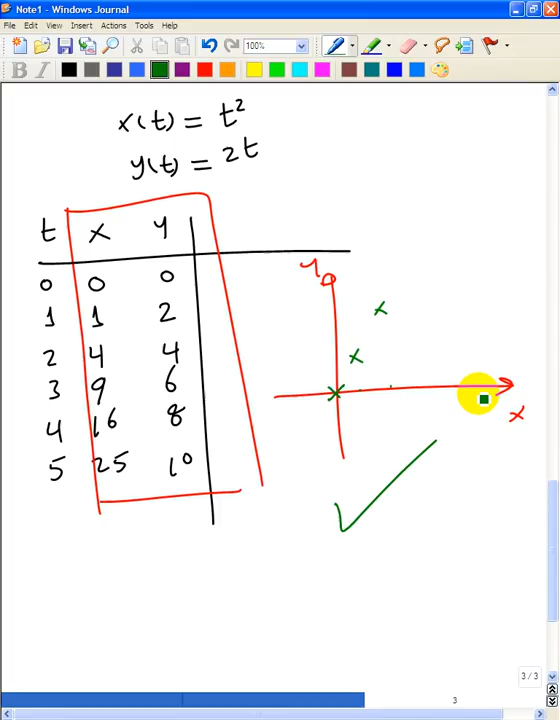 Note1 - Windows Journal
File Edit View Insert Actions Tools Help
100%
B I
x(t) = t²
y(t) = 2t
t x y
0 0 0
1 1 2
2 4 4
3 9 6
4 16 8
5 25 10
y
x
3 / 3
3